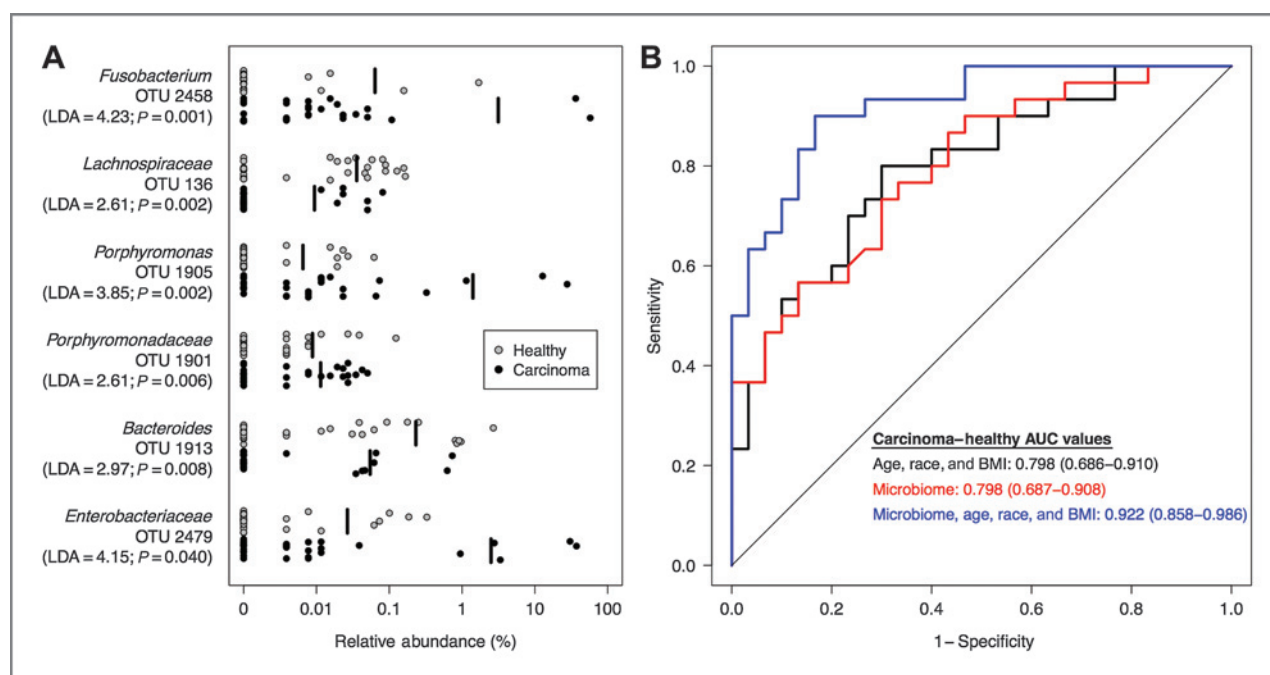 A
Fusobacterium
OTU 2458
(LDA = 4.23; P = 0.001)
Lachnospiraceae
OTU 136
(LDA = 2.61; P = 0.002)
Porphyromonas
OTU 1905
(LDA = 3.85; P = 0.002)
Porphyromonadaceae
OTU 1901
(LDA = 2.61; P = 0.006)
Bacteroides
OTU 1913
(LDA = 2.97; P = 0.008)
Enterobacteriaceae
OTU 2479
(LDA = 4.15; P = 0.040)
Healthy
Carcinoma
0 0.01 0.1 1 10 100
Relative abundance (%)
B
1.0
0.8
0.6
0.4
0.2
0.0
Sensitivity
Carcinoma–healthy AUC values
Age, race, and BMI: 0.798 (0.686–0.910)
Microbiome: 0.798 (0.687–0.908)
Microbiome, age, race, and BMI: 0.922 (0.858–0.986)
0.0 0.2 0.4 0.6 0.8 1.0
1 – Specificity